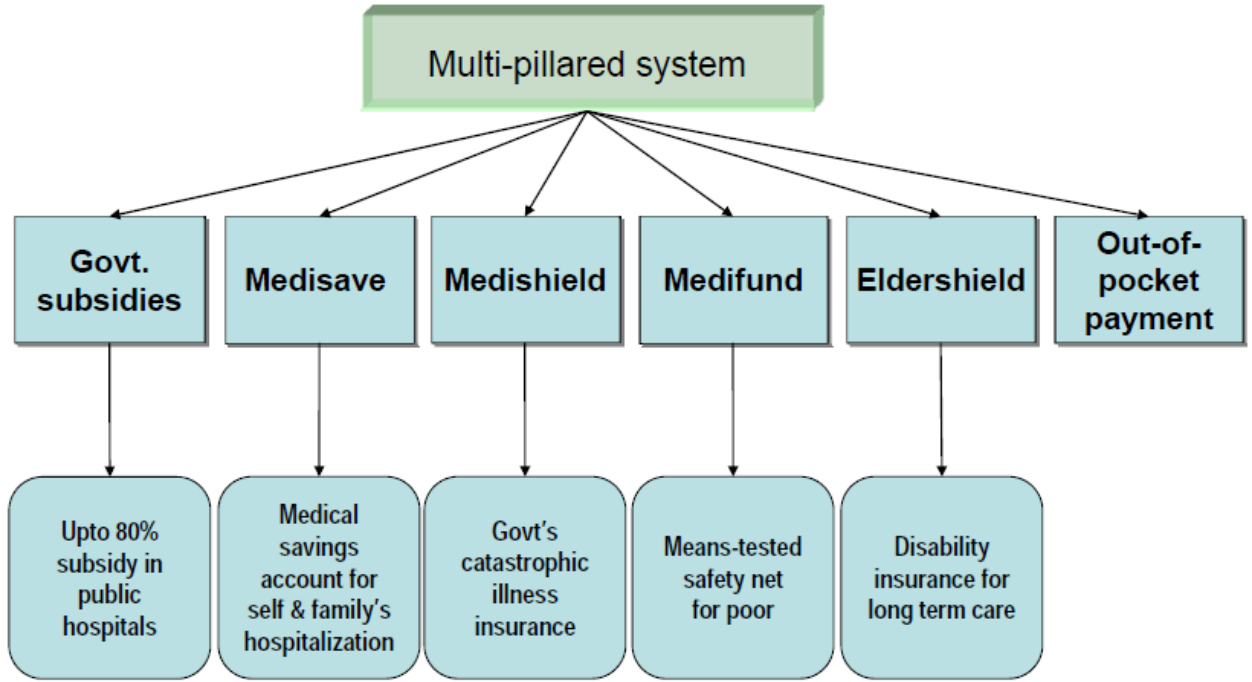 Multi-pillared system
Govt.
subsidies
Medisave
Medishield
Medifund
Eldershield
Out-of-
pocket
payment
Upto 80%
subsidy in
public
hospitals
Medical
savings
account for
self & family's
hospitalization
Govt's
catastrophic
illness
insurance
Means-tested
safety net
for poor
Disability
insurance for
long term care